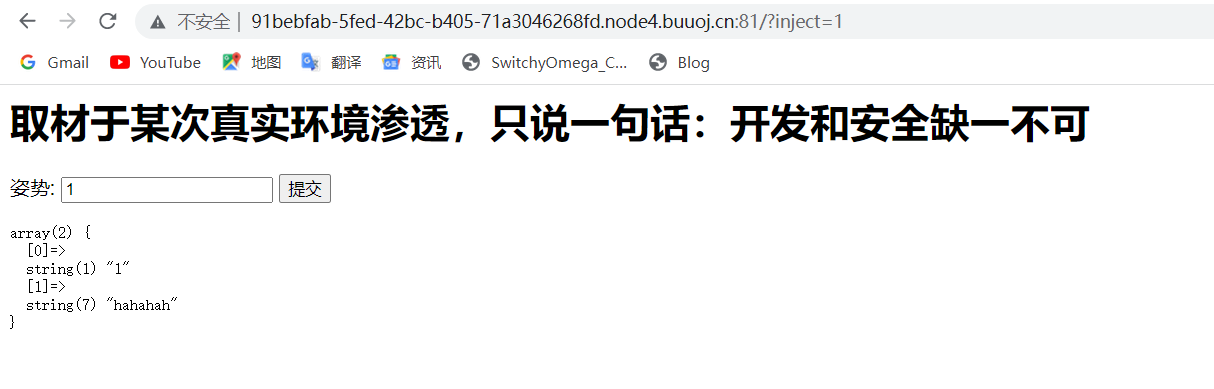 不安全 | 91bebfab-5fed-42bc-b405-71a3046268fd.node4.buuoj.cn:81/?inject=1
Gmail YouTube 地图 翻译 资讯 SwitchyOmega_C... Blog
取材于某次真实环境渗透，只说一句话：开发和安全缺一不可
姿势: 1 提交
array(2) {
  [0]=>
  string(1) "1"
  [1]=>
  string(7) "hahahah"
}